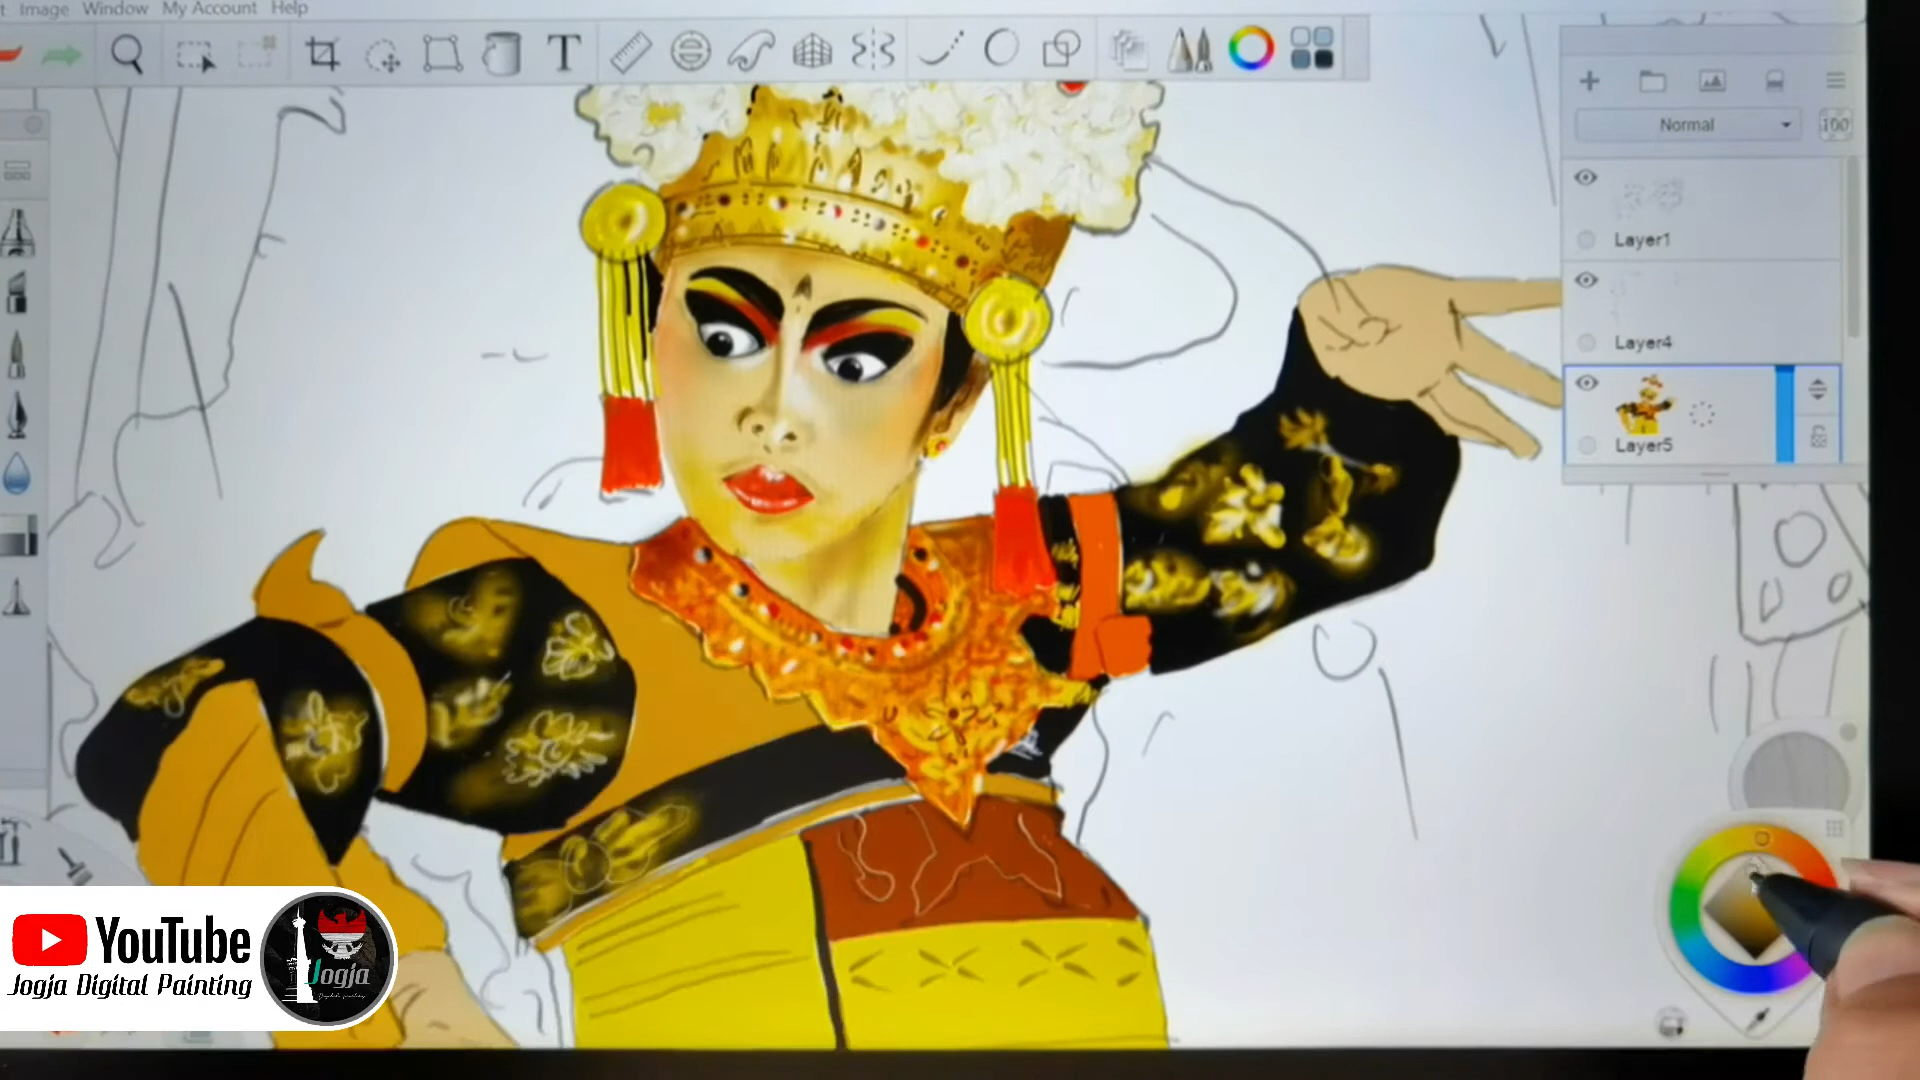 Image Window My Account Help
T
Normal
100
Layer1
Layer4
Layer5
YouTube
Jogja Digital Painting
Jogja